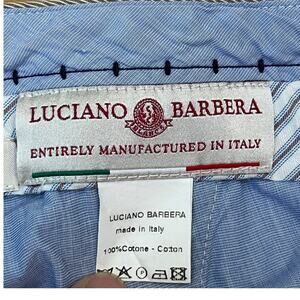 LUCIANO BARBERA
ENTIRELY MANUFACTURED IN ITALY
LUCIANO BARBERA
made in Italy
100%Cotone - Cotton